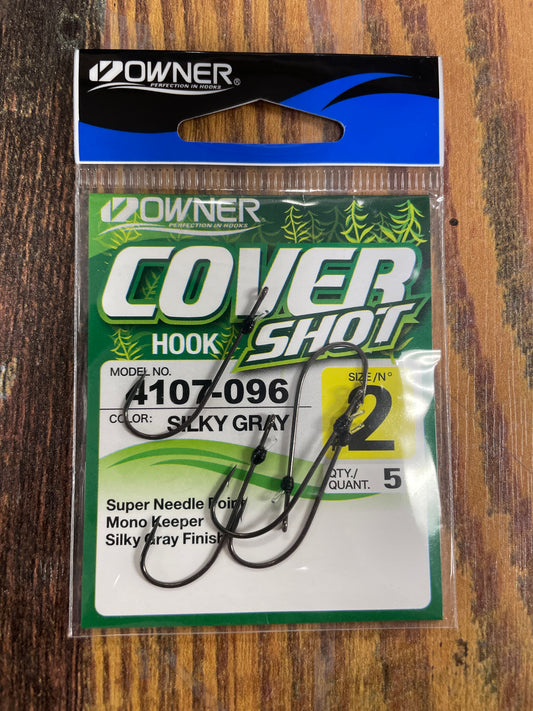 OWNER®
PERFECTION IN HOOKS
OWNER®
PERFECTION IN HOOKS
COVER
HOOK SHOT
MODEL NO. SIZE/Nº
4107-096 2
COLOR: SILKY GRAY
QTY./
QUANT. 5
Super Needle Point
Mono Keeper
Silky Gray Finish